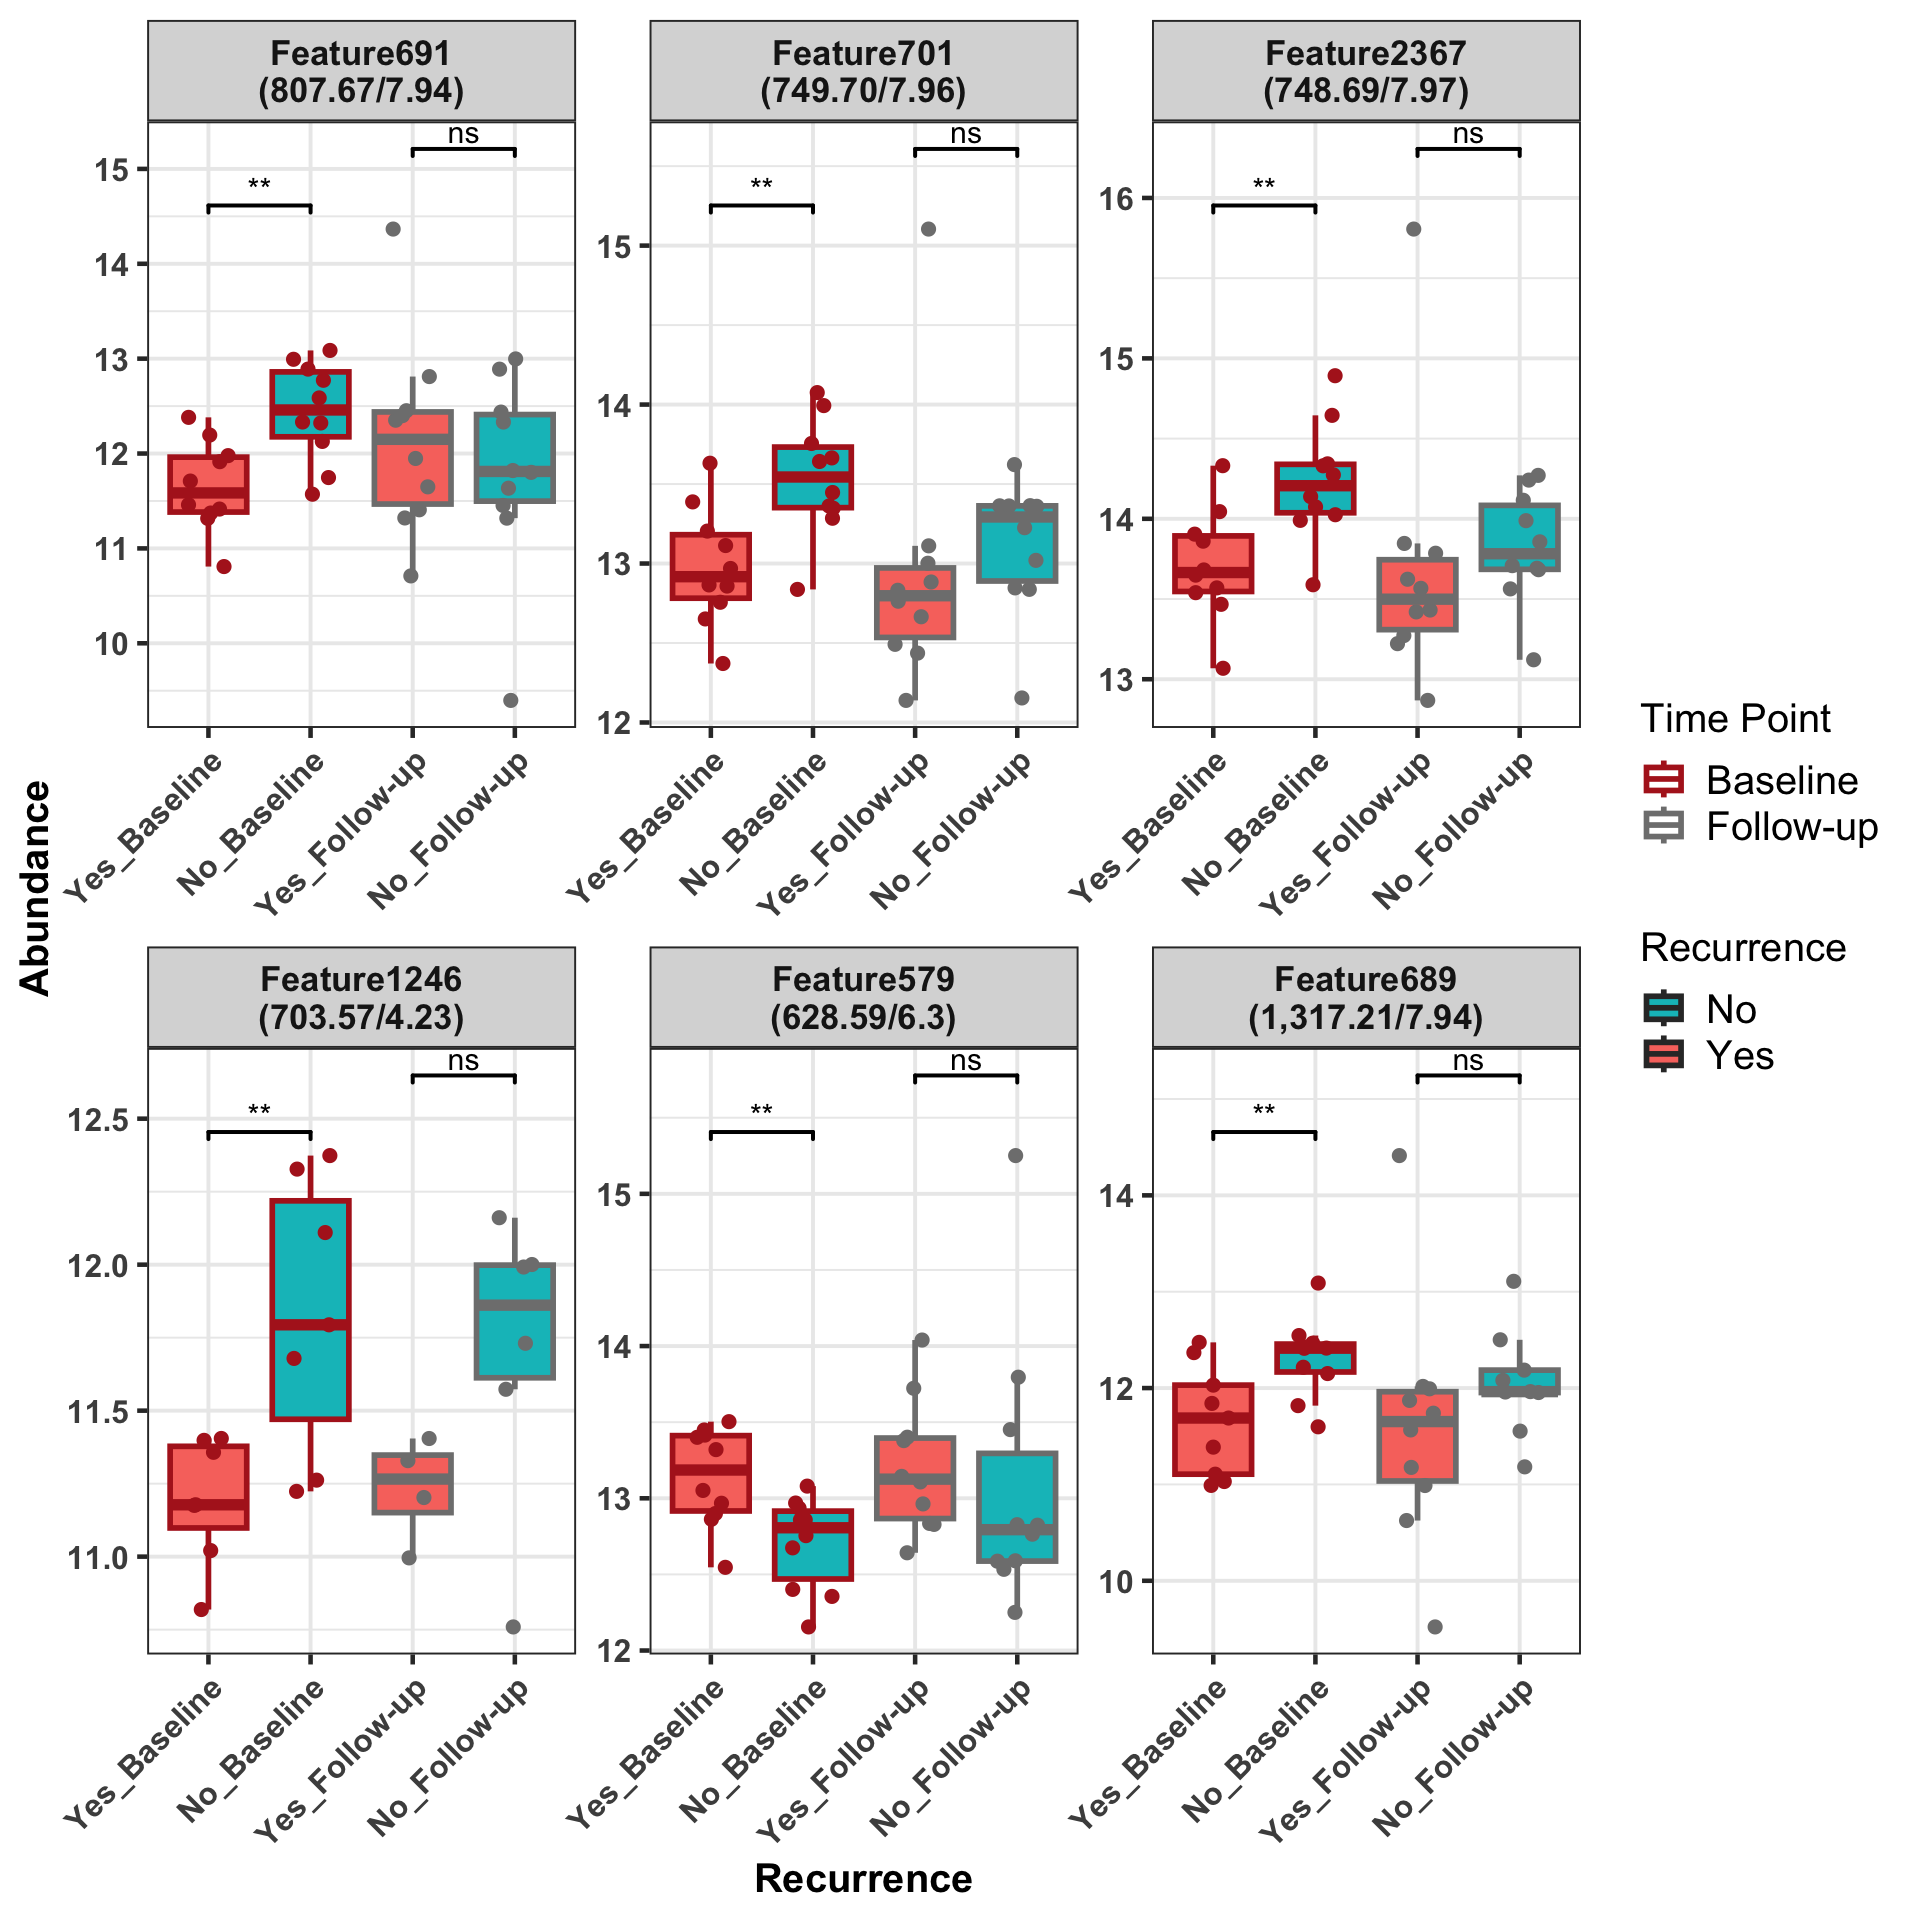 Feature691
(807.67/7.94)
Feature701
(749.70/7.96)
Feature2367
(748.69/7.97)
ns
**
15
14
13
12
11
10
ns
**
15
14
13
12
ns
**
16
15
14
13
Yes_Baseline
No_Baseline
Yes_Follow-up
No_Follow-up
Yes_Baseline
No_Baseline
Yes_Follow-up
No_Follow-up
Yes_Baseline
No_Baseline
Yes_Follow-up
No_Follow-up
Abundance
Time Point
Baseline
Follow-up
Recurrence
No
Yes
Feature1246
(703.57/4.23)
Feature579
(628.59/6.3)
Feature689
(1,317.21/7.94)
ns
**
12.5
12.0
11.5
11.0
ns
**
15
14
13
12
ns
**
14
12
10
Yes_Baseline
No_Baseline
Yes_Follow-up
No_Follow-up
Yes_Baseline
No_Baseline
Yes_Follow-up
No_Follow-up
Yes_Baseline
No_Baseline
Yes_Follow-up
No_Follow-up
Recurrence